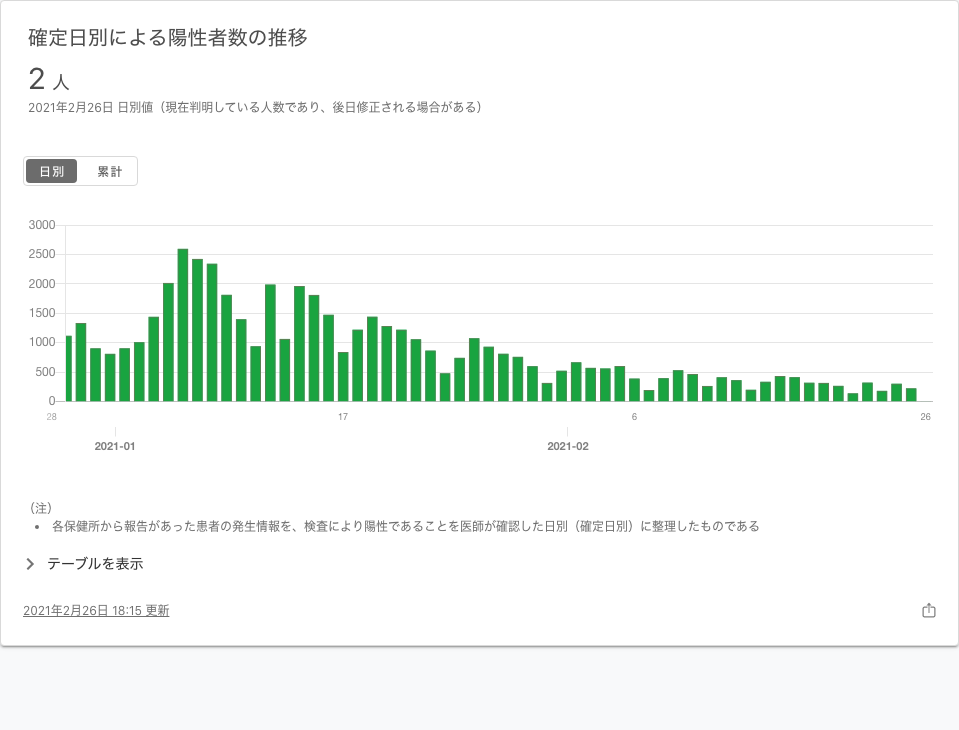 確定日別による陽性者数の推移
2 人
2021年2月26日 日別値（現在判明している人数であり、後日修正される場合がある）
日別 累計
3000
2500
2000
1500
1000
500
0
28 17 6 26
2021-01 2021-02
（注）
• 各保健所から報告があった患者の発生情報を、検査により陽性であることを医師が確認した日別（確定日別）に整理したものである
テーブルを表示
2021年2月26日 18:15 更新